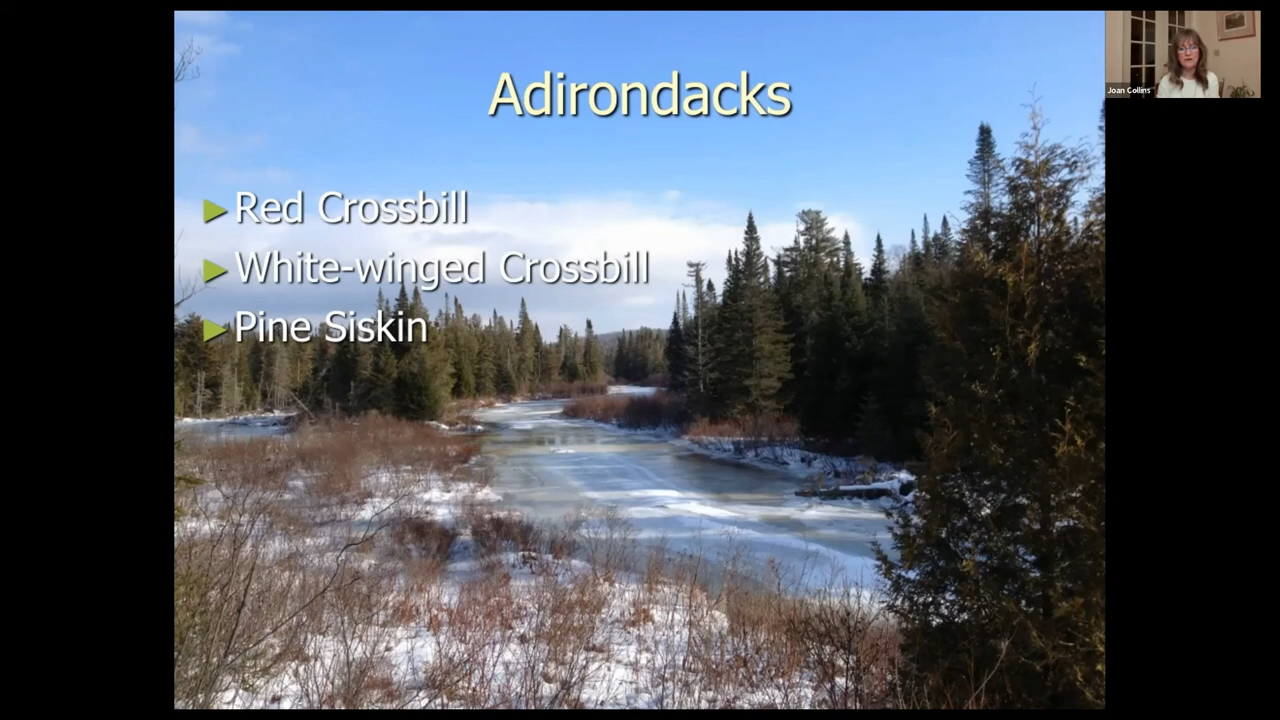 Adirondacks
Red Crossbill
White-winged Crossbill
Pine Siskin
Joan Collins